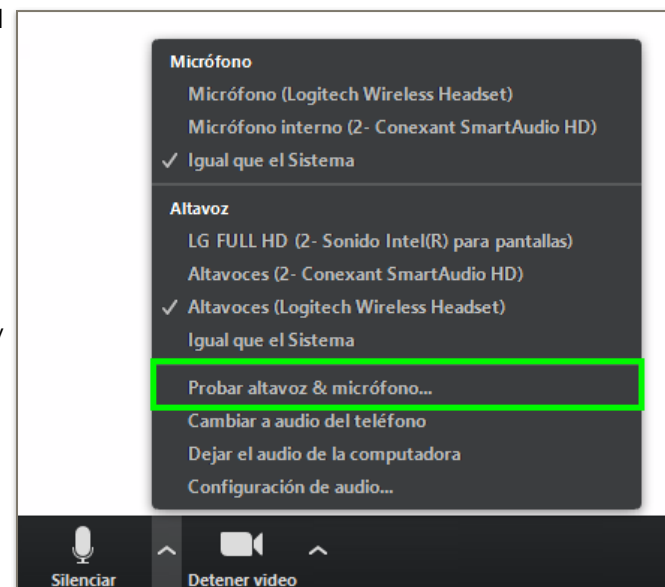 Micrófono
Micrófono (Logitech Wireless Headset)
Micrófono interno (2- Conexant SmartAudio HD)
✓ Igual que el Sistema
Altavoz
LG FULL HD (2- Sonido Intel(R) para pantallas)
Altavoces (2- Conexant SmartAudio HD)
✓ Altavoces (Logitech Wireless Headset)
Igual que el Sistema
Probar altavoz & micrófono...
Cambiar a audio del teléfono
Dejar el audio de la computadora
Configuración de audio...
Silenciar Detener video